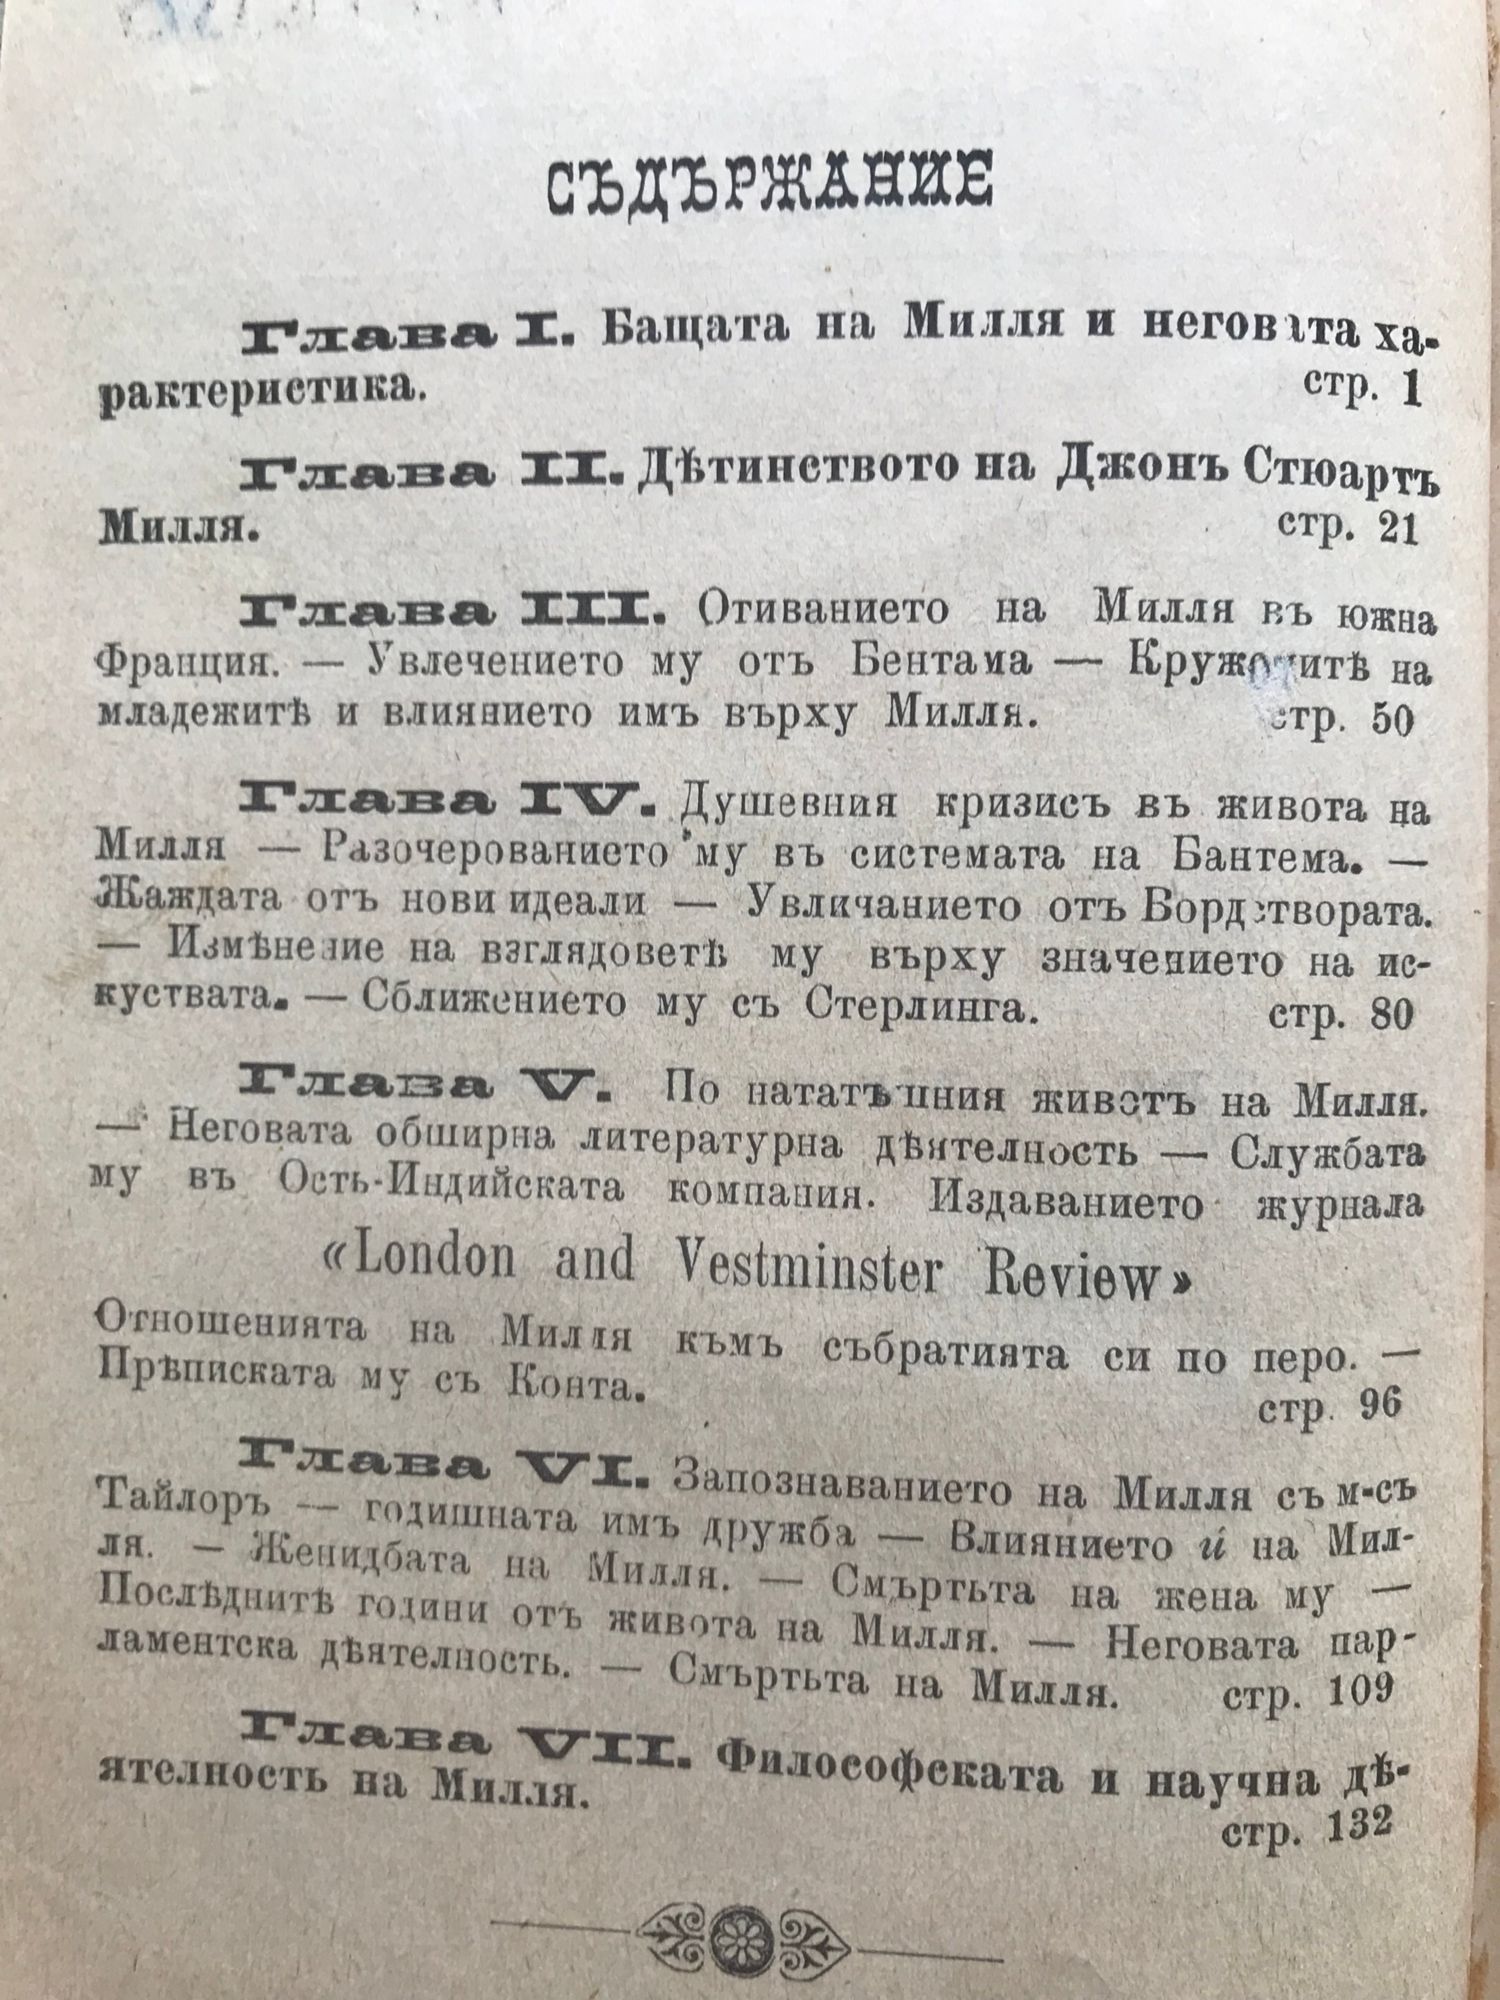 СЪДЪРЖАНИЕ
Глава I. Бащата на Милля и неговата ха-
рактеристика. стр. 1
Глава II. Дѣтинството на Джонъ Стюартъ
Милля. стр. 21
Глава III. Отиванието на Милля въ южна
Франция. — Увлечението му отъ Бентама — Кружочитѣ на
младежитѣ и влиянието имъ върху Милля. стр. 50
Глава IV. Душевния кризисъ въ живота на
Милля — Разочерованието му въ системата на Бантема. —
Жаждата отъ нови идеали — Увличанието отъ Бордствората.
— Измѣнение на взглядоветѣ му върху значението на ис-
куствата. — Сближението му съ Стерлинга. стр. 80
Глава V. По нататъшния животъ на Милля.
— Неговата обширна литературна дѣятелность — Службата
му въ Ость-Индийската компания. Издаванието журнала
«London and Vestminster Review»
Отношенията на Милля къмъ събратията си по перо. —
Прѣписката му съ Конта. стр. 96
Глава VI. Запознаванието на Милля съ м-съ
Тайлоръ — годишната имъ дружба — Влиянието ѝ на Мил-
ля. — Женидбата на Милля. — Смъртьта на жена му —
Послѣднитѣ години отъ живота на Милля. — Неговата пар-
ламентска дѣятелность. — Смъртьта на Милля. стр. 109
Глава VII. Философската и научна дѣ-
ятелность на Милля. стр. 132